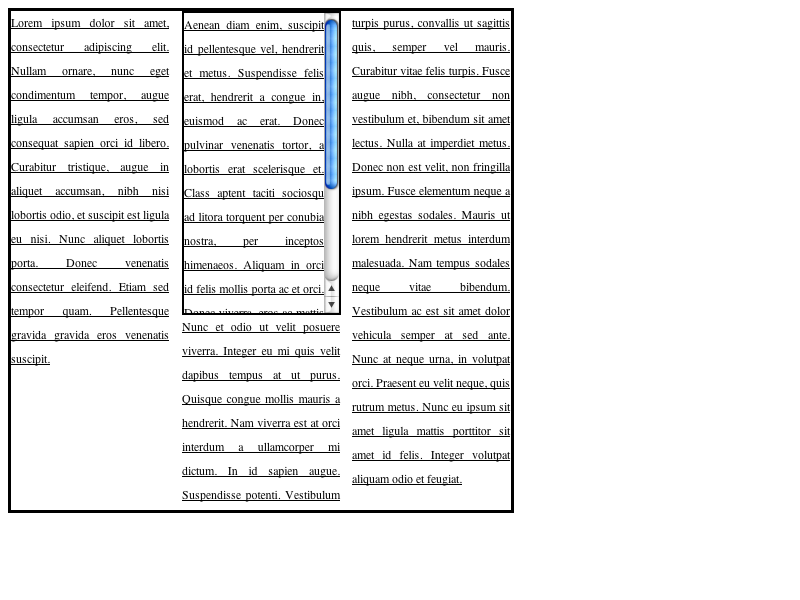 Lorem ipsum dolor sit amet,
consectetur adipiscing elit.
Nullam ornare, nunc eget
condimentum tempor, augue
ligula accumsan eros, sed
consequat sapien orci id libero.
Curabitur tristique, augue in
aliquet accumsan, nibh nisi
lobortis odio, et suscipit est ligula
eu nisi. Nunc aliquet lobortis
porta. Donec venenatis
consectetur eleifend. Etiam sed
tempor quam. Pellentesque
gravida gravida eros venenatis
suscipit.
Aenean diam enim, suscipit
id pellentesque vel, hendrerit
et metus. Suspendisse felis
erat, hendrerit a congue in,
euismod ac erat. Donec
pulvinar venenatis tortor, a
lobortis erat scelerisque et.
Class aptent taciti sociosqu
ad litora torquent per conubia
nostra, per inceptos
himenaeos. Aliquam in orci
id felis mollis porta ac et orci.
Donec viverra, eros ac mattis
Nunc et odio ut velit posuere
viverra. Integer eu mi quis velit
dapibus tempus at ut purus.
Quisque congue mollis mauris a
hendrerit. Nam viverra est at orci
interdum a ullamcorper mi
dictum. In id sapien augue.
Suspendisse potenti. Vestibulum
turpis purus, convallis ut sagittis
quis, semper vel mauris.
Curabitur vitae felis turpis. Fusce
augue nibh, consectetur non
vestibulum et, bibendum sit amet
lectus. Nulla at imperdiet metus.
Donec non est velit, non fringilla
ipsum. Fusce elementum neque a
nibh egestas sodales. Mauris ut
lorem hendrerit metus interdum
malesuada. Nam tempus sodales
neque vitae bibendum.
Vestibulum ac est sit amet dolor
vehicula semper at sed ante.
Nunc at neque urna, in volutpat
orci. Praesent eu velit neque, quis
rutrum metus. Nunc eu ipsum sit
amet ligula mattis porttitor sit
amet id felis. Integer volutpat
aliquam odio et feugiat.